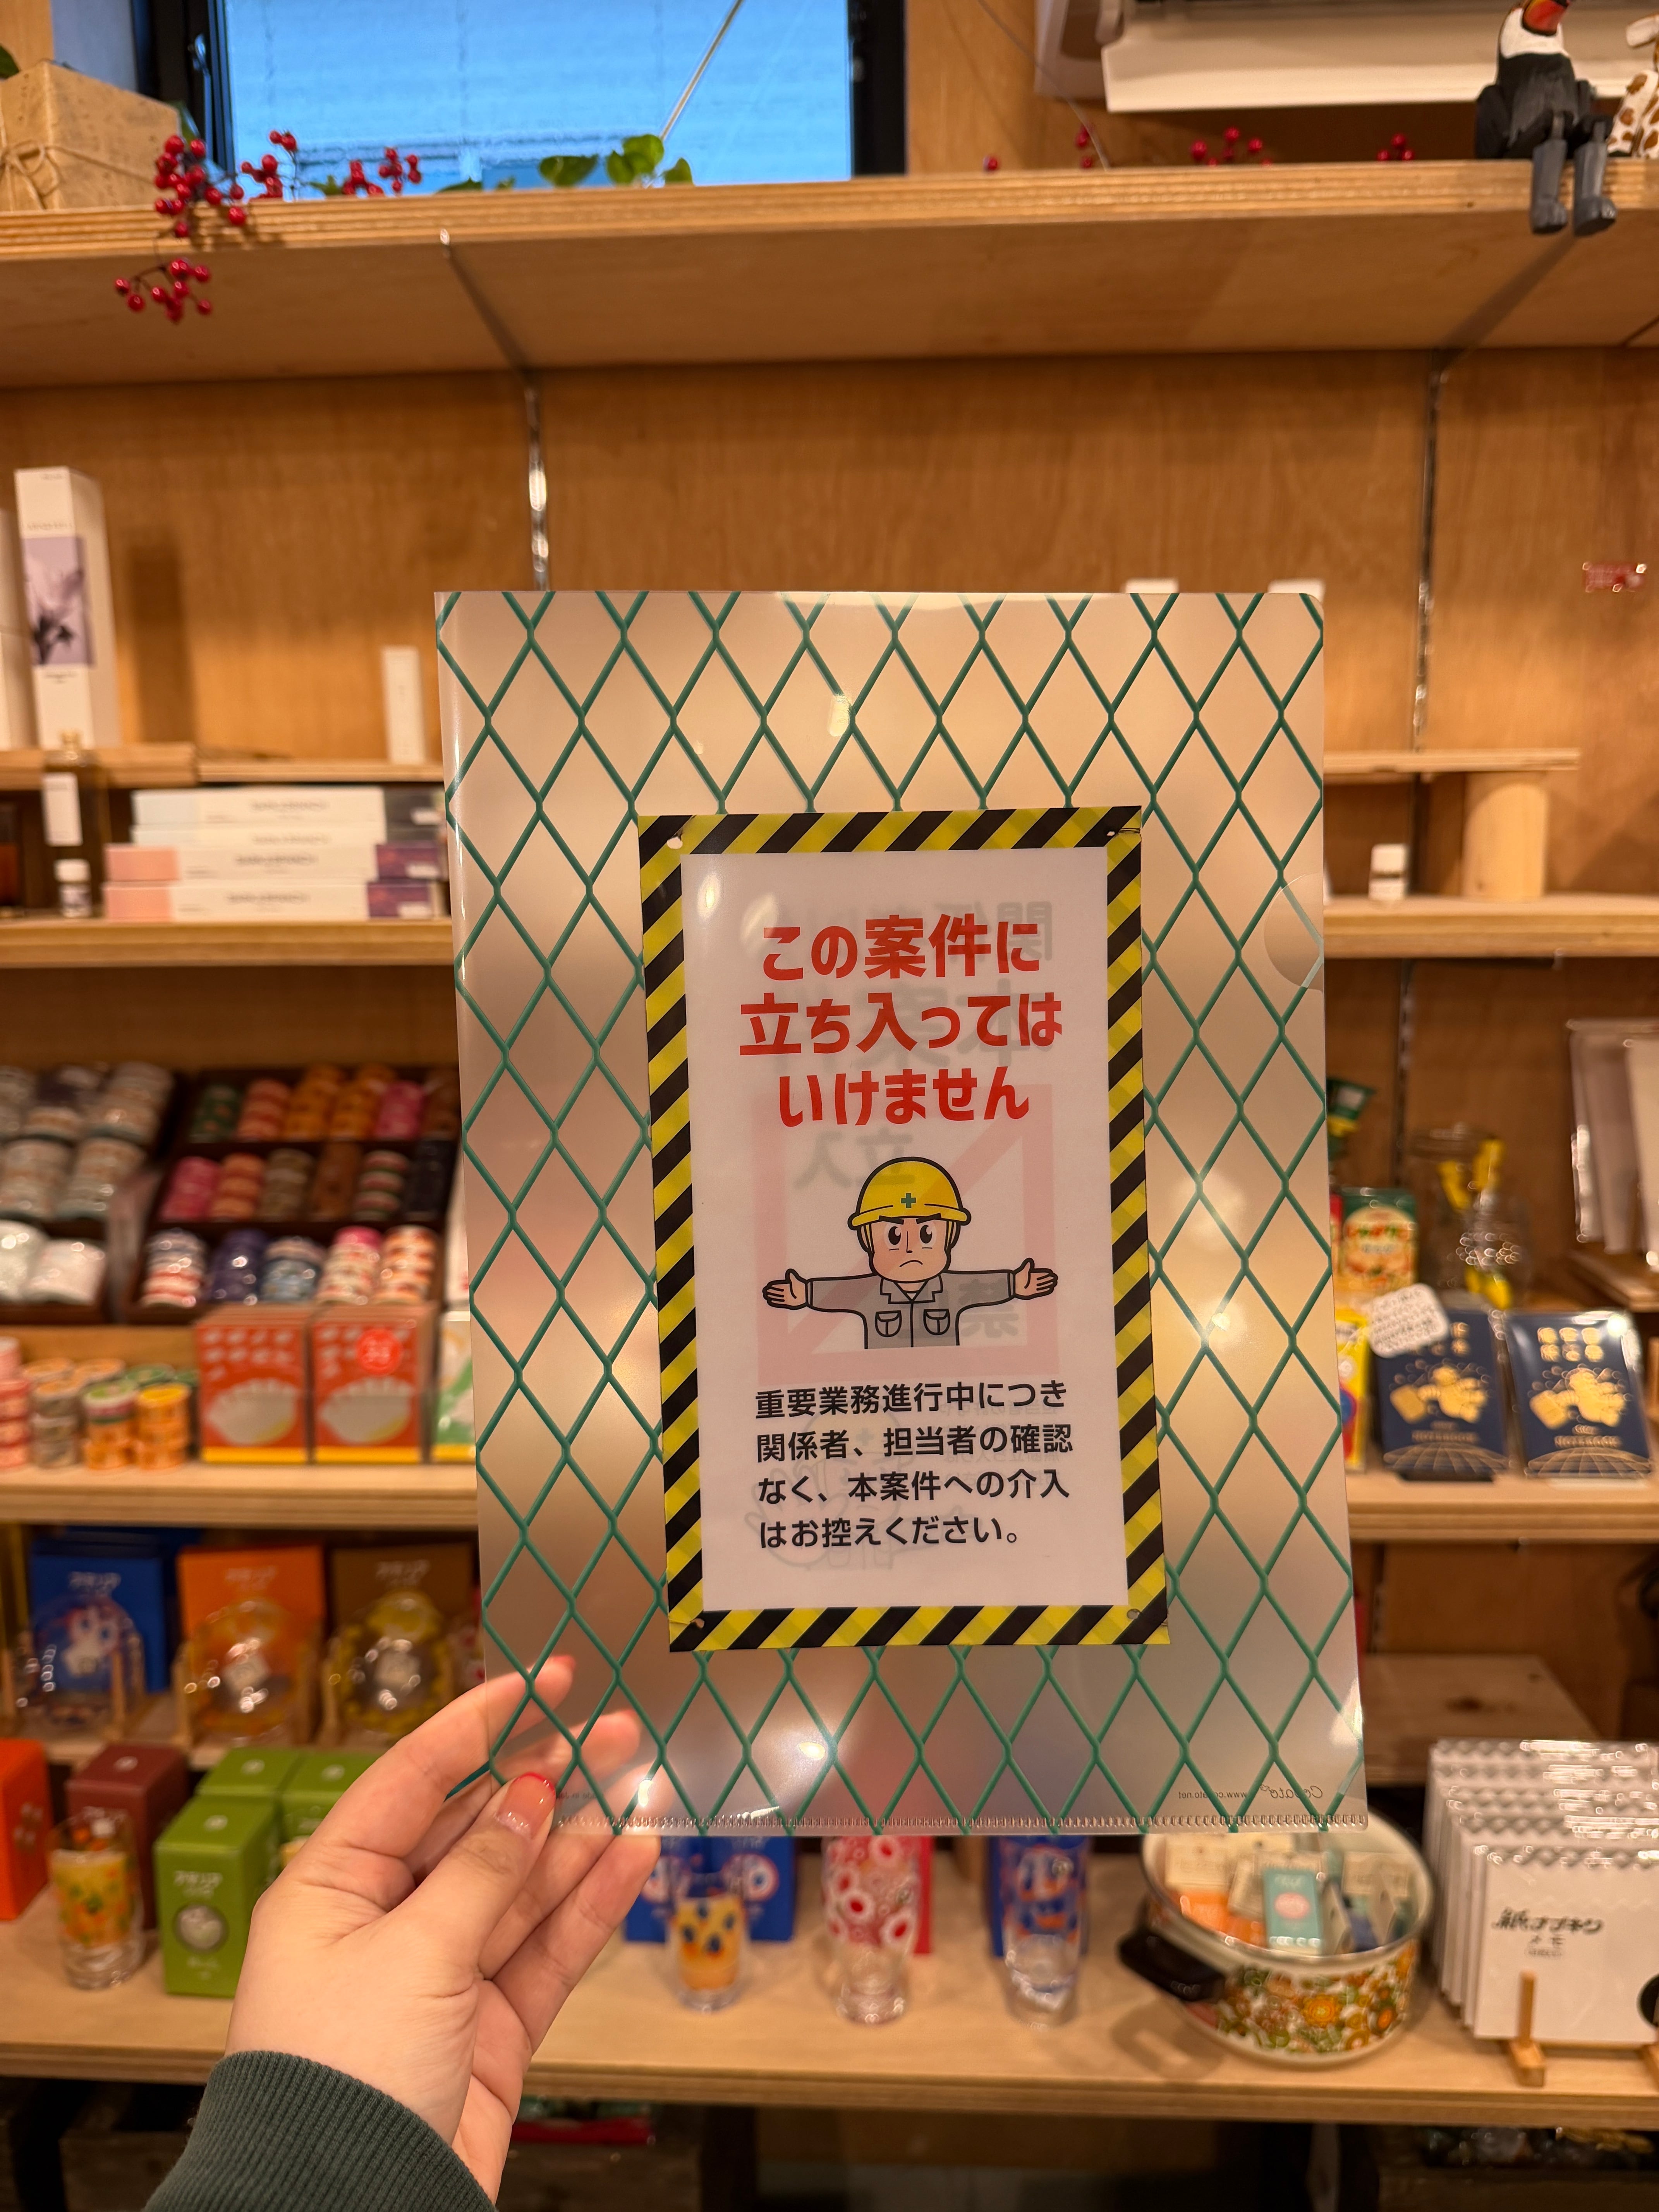 この案件に
立ち入っては
いけません
重要業務進行中につき
関係者、担当者の確認
なく、本案件への介入
はお控えください。
紙ナプキン
メモ